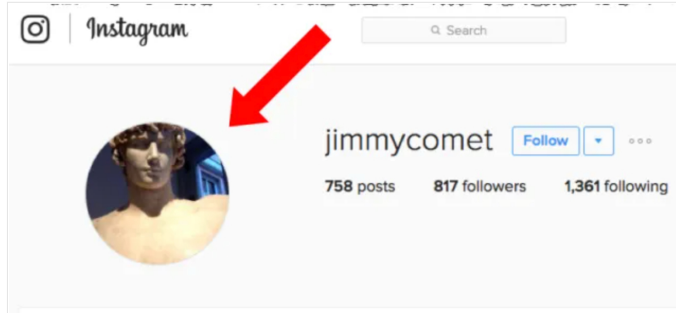 Instagram
Search
jimmycomet Follow
758 posts 817 followers 1,361 following